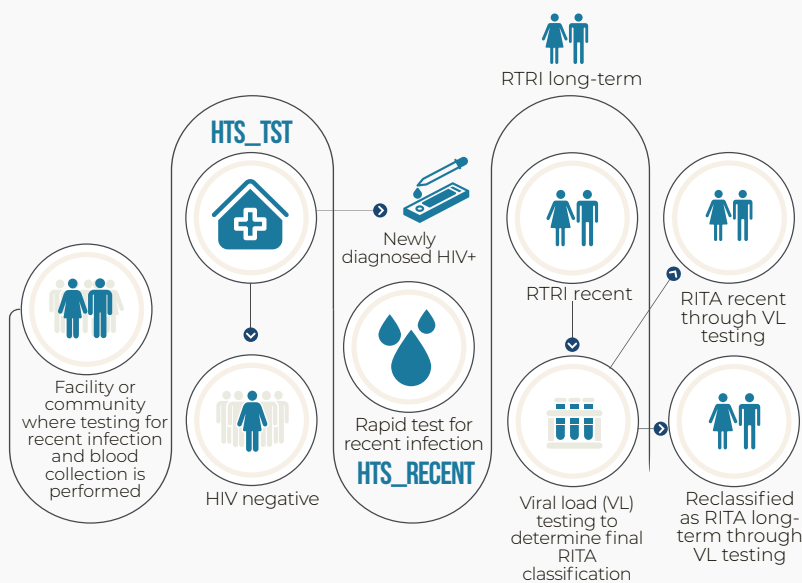 RTRI long-term
HTS_TST
Newly
diagnosed HIV+
RTRI recent
RITA recent
through VL
testing
Facility or
community
where testing for
recent infection
and blood
collection is
performed
HIV negative
Rapid test for
recent infection
HTS_RECENT
Viral load (VL)
testing to
determine final
RITA
classification
Reclassified
as RITA long-
term through
VL testing